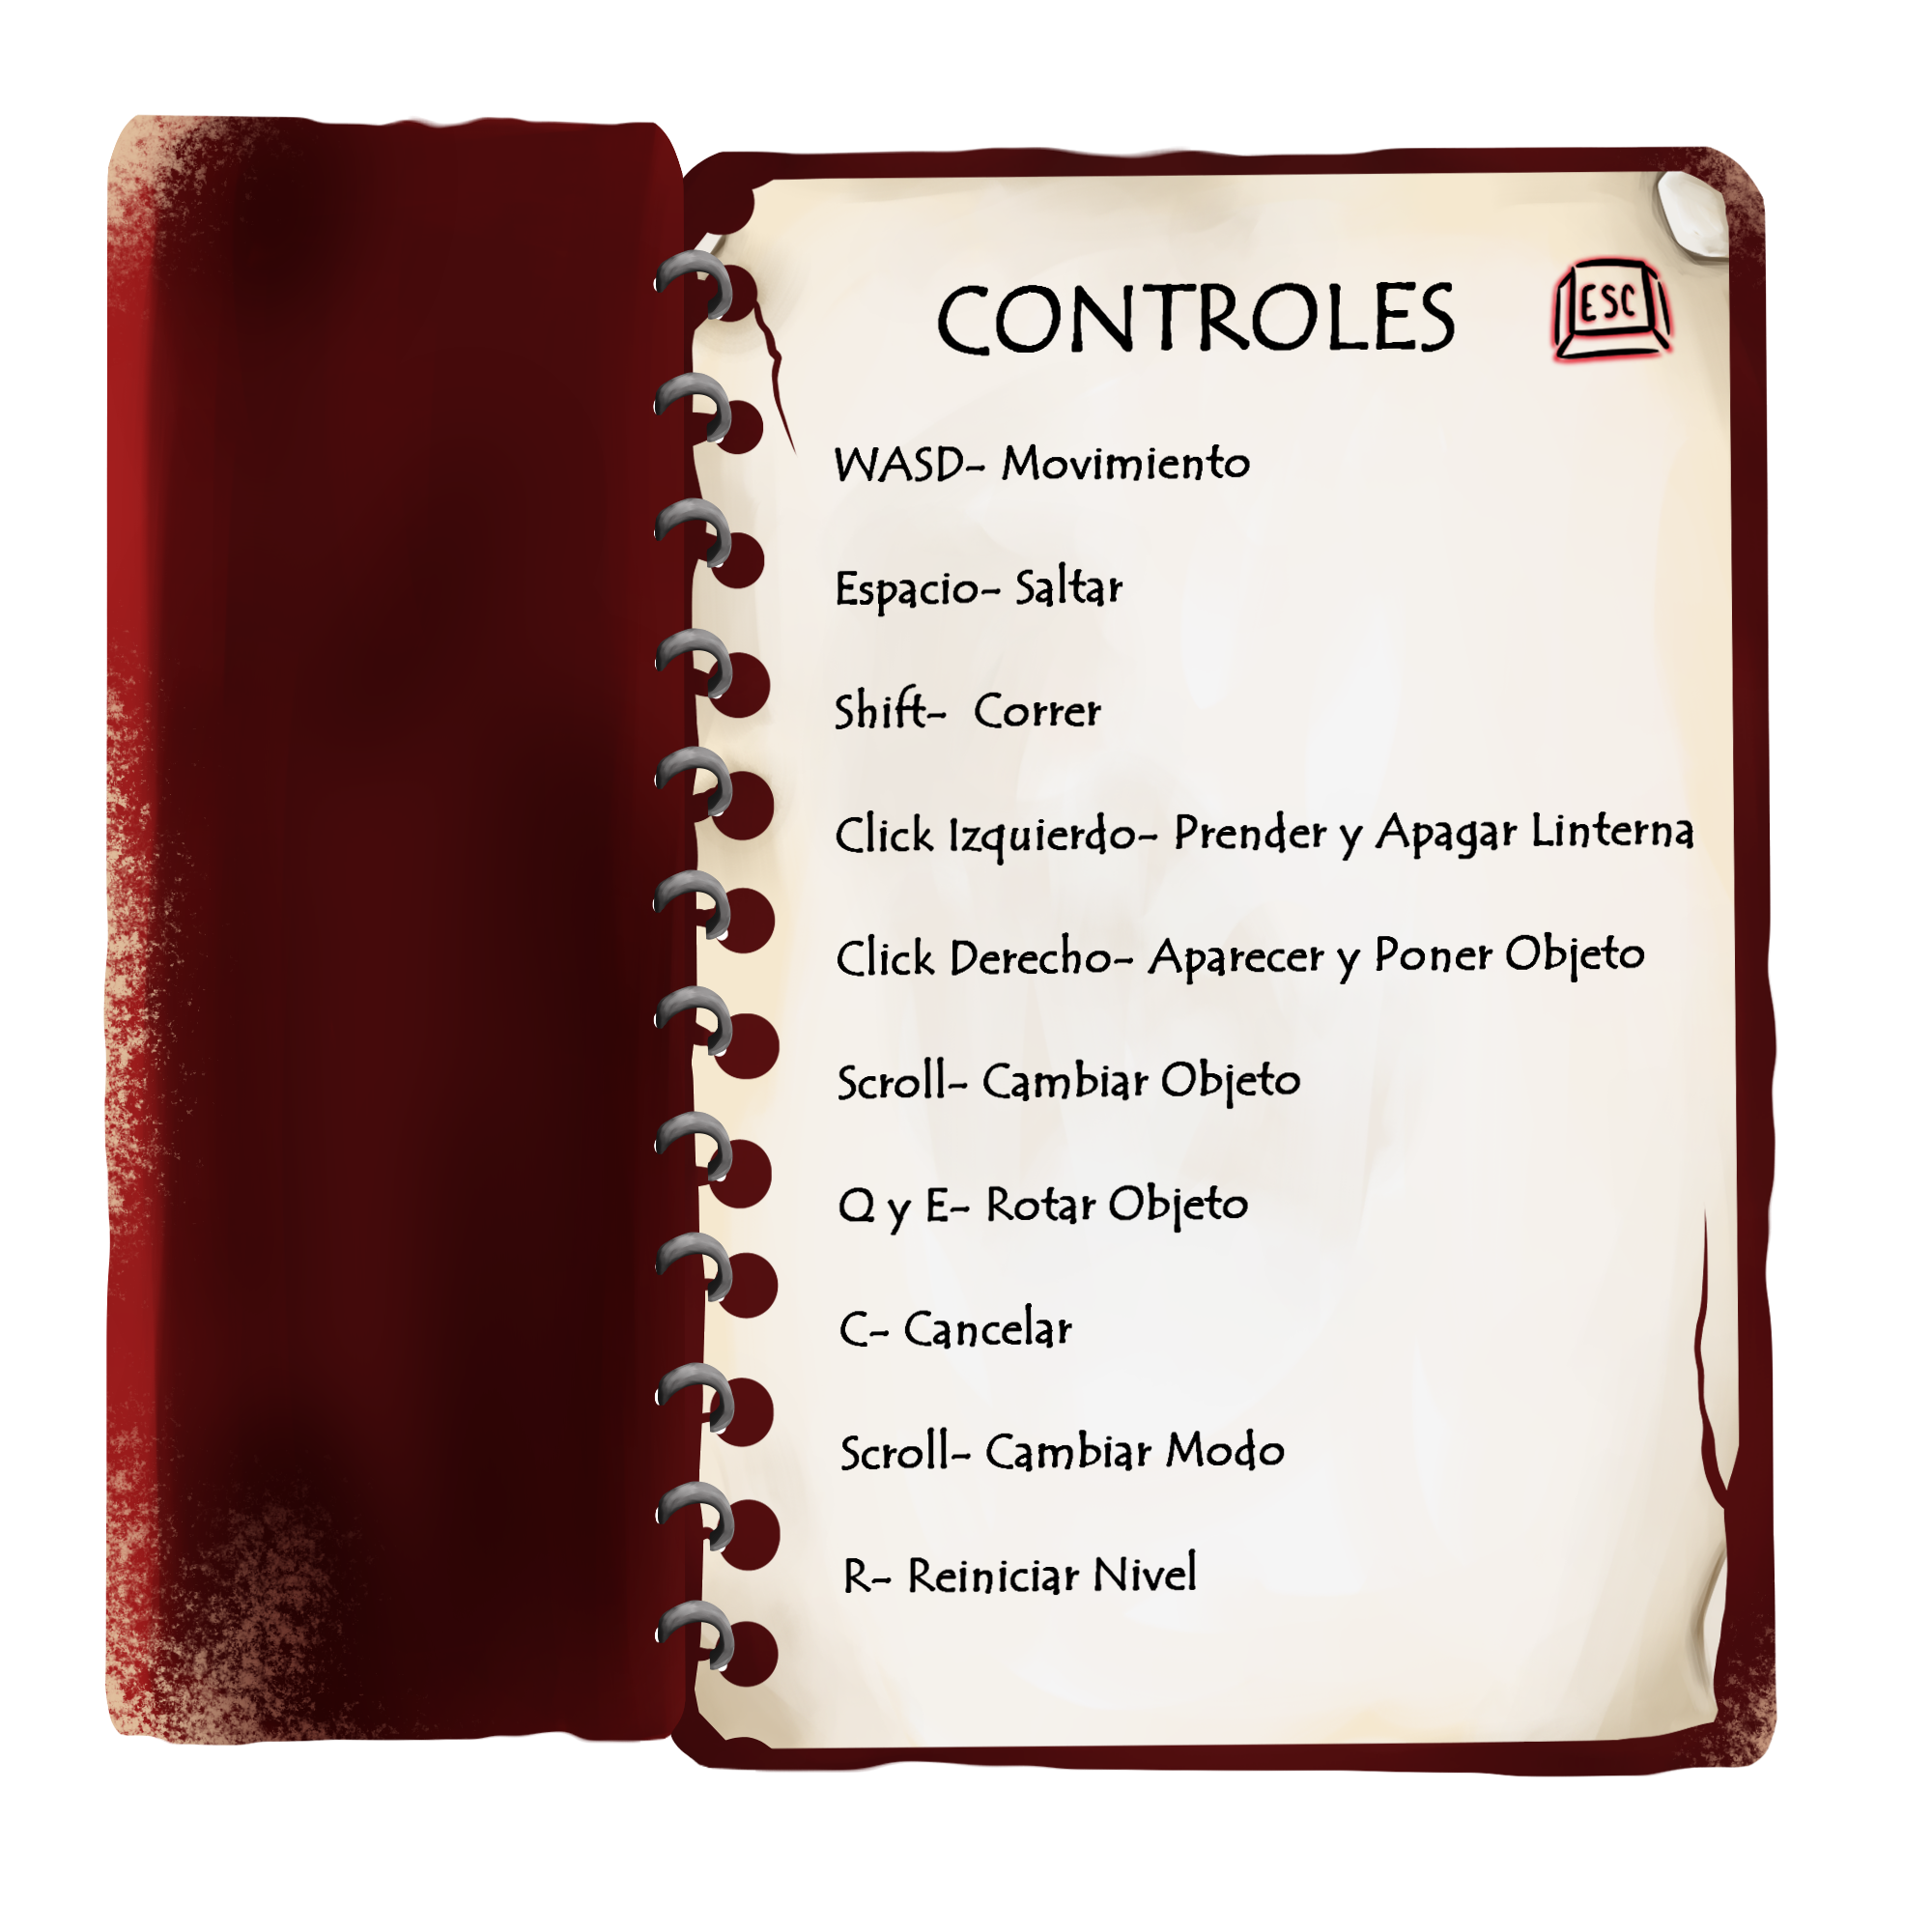 CONTROLES
ESC
WASD- Movimiento
Espacio- Saltar
Shift- Correr
Click Izquierdo- Prender y Apagar Linterna
Click Derecho- Aparecer y Poner Objeto
Scroll- Cambiar Objeto
Q y E- Rotar Objeto
C- Cancelar
Scroll- Cambiar Modo
R- Reiniciar Nivel